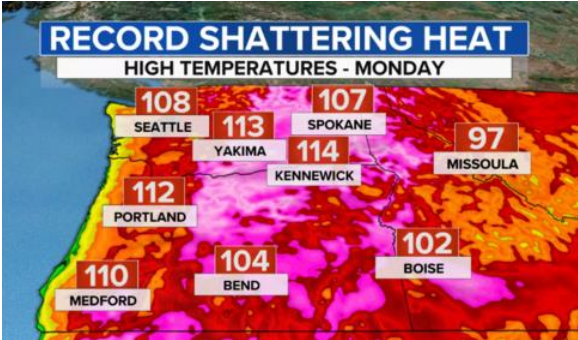 RECORD SHATTERING HEAT
HIGH TEMPERATURES - MONDAY
108
SEATTLE
107
SPOKANE
113
YAKIMA
97
MISSOULA
114
KENNEWICK
112
PORTLAND
104
BEND
102
BOISE
110
MEDFORD